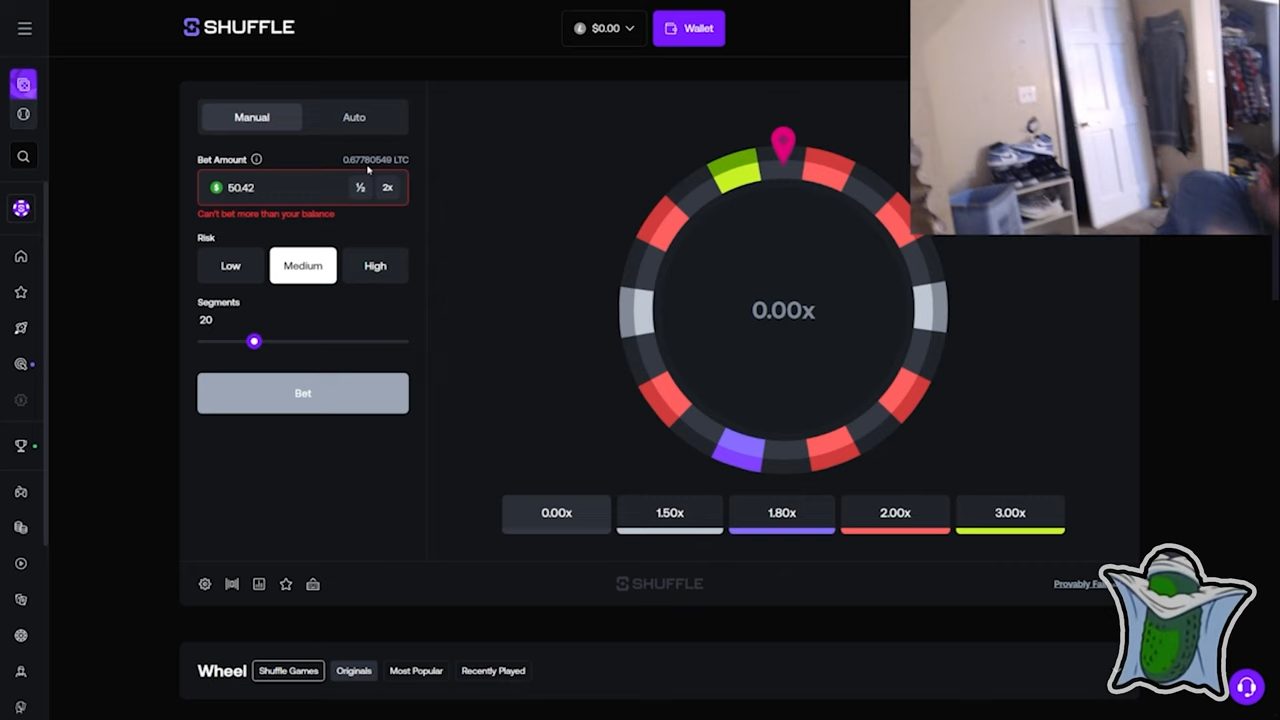 SHUFFLE
$0.00
Wallet
Manual
Auto
Bet Amount
0.67780549 LTC
50.42
½
2x
Can't bet more than your balance
Risk
Low
Medium
High
Segments
20
Bet
0.00x
0.00x
1.50x
1.80x
2.00x
3.00x
SHUFFLE
Provably Fai
Wheel
Shuffle Games
Originals
Most Popular
Recently Played